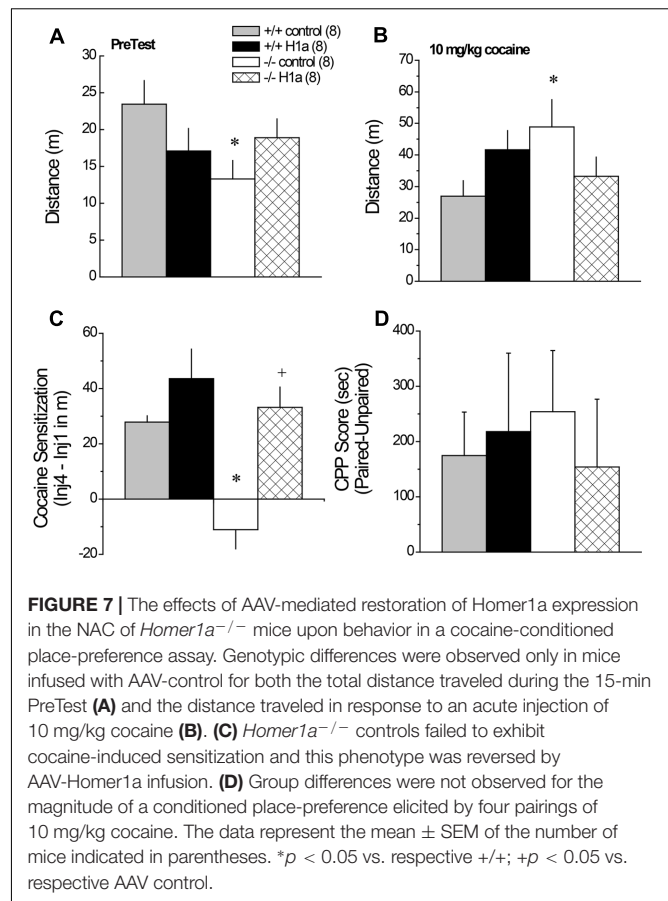 A
PreTest
+/+ control (8)
+/+ H1a (8)
-/- control (8)
-/- H1a (8)
Distance (m)
30
25
20
15
10
5
0
*
B
10 mg/kg cocaine
Distance (m)
80
70
60
50
40
30
20
10
0
*
C
Cocaine Sensitization
(Inj4 - Inj1 in m)
60
40
20
0
-20
*
+
D
CPP Score (sec)
(Paired-Unpaired)
400
300
250
200
150
100
50
0
FIGURE 7 | The effects of AAV-mediated restoration of Homer1a expression
in the NAC of Homer1a−/− mice upon behavior in a cocaine-conditioned
place-preference assay. Genotypic differences were observed only in mice
infused with AAV-control for both the total distance traveled during the 15-min
PreTest (A) and the distance traveled in response to an acute injection of
10 mg/kg cocaine (B). (C) Homer1a−/− controls failed to exhibit
cocaine-induced sensitization and this phenotype was reversed by
AAV-Homer1a infusion. (D) Group differences were not observed for the
magnitude of a conditioned place-preference elicited by four pairings of
10 mg/kg cocaine. The data represent the mean ± SEM of the number of
mice indicated in parentheses. *p < 0.05 vs. respective +/+; +p < 0.05 vs.
respective AAV control.